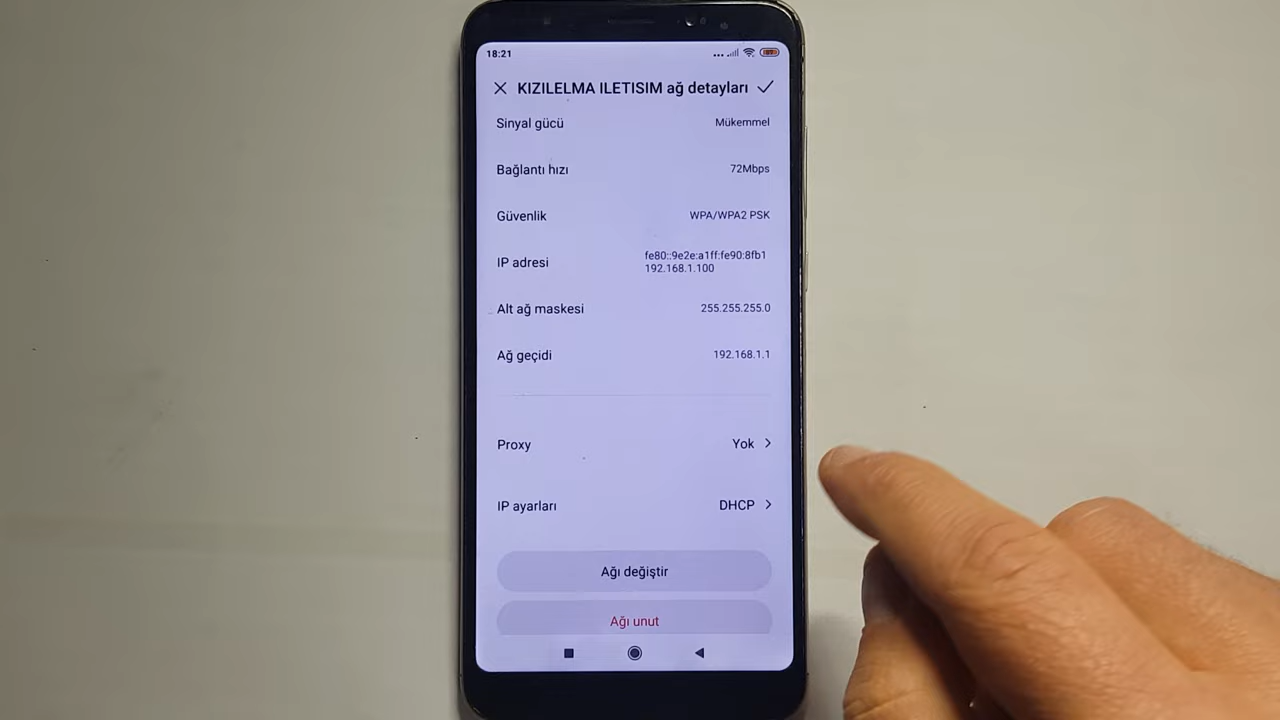 18:21
KIZILELMA ILETISIM ağ detayları
Sinyal gücü Mükemmel
Bağlantı hızı 72Mbps
Güvenlik WPA/WPA2 PSK
IP adresi fe80::9e2e:a1ff:fe90:8fb1
192.168.1.100
Alt ağ maskesi 255.255.255.0
Ağ geçidi 192.168.1.1
Proxy Yok
IP ayarları DHCP
Ağı değiştir
Ağı unut